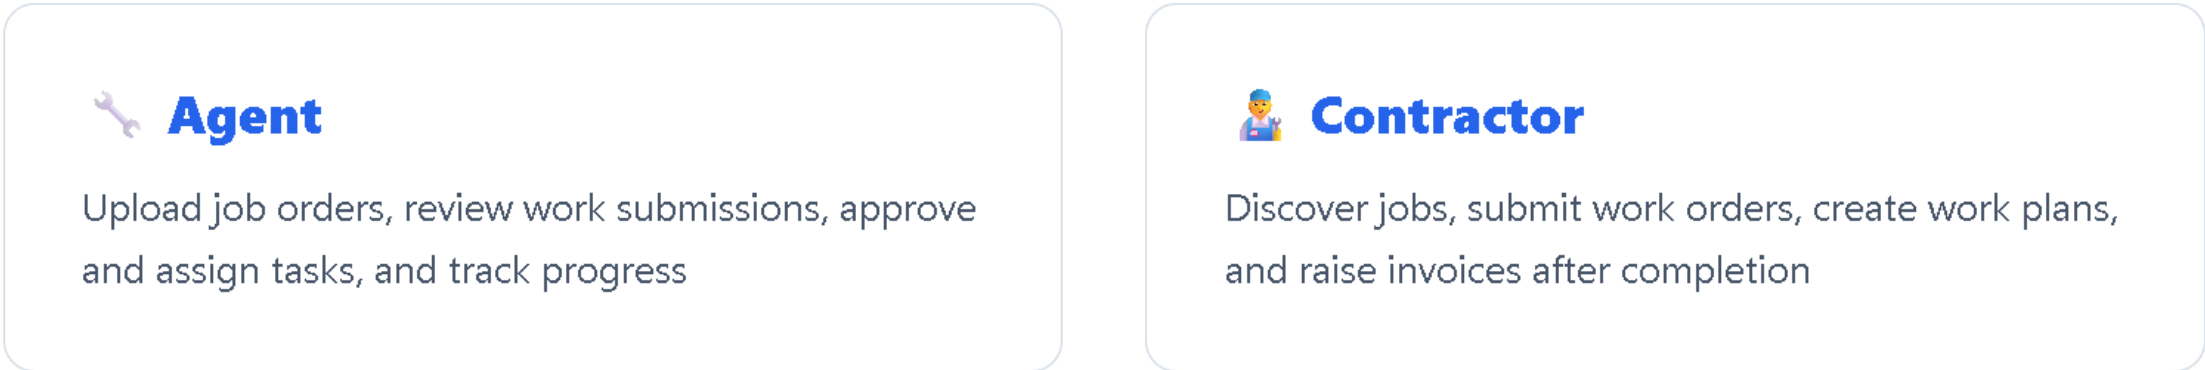 Agent
Upload job orders, review work submissions, approve
and assign tasks, and track progress
Contractor
Discover jobs, submit work orders, create work plans,
and raise invoices after completion